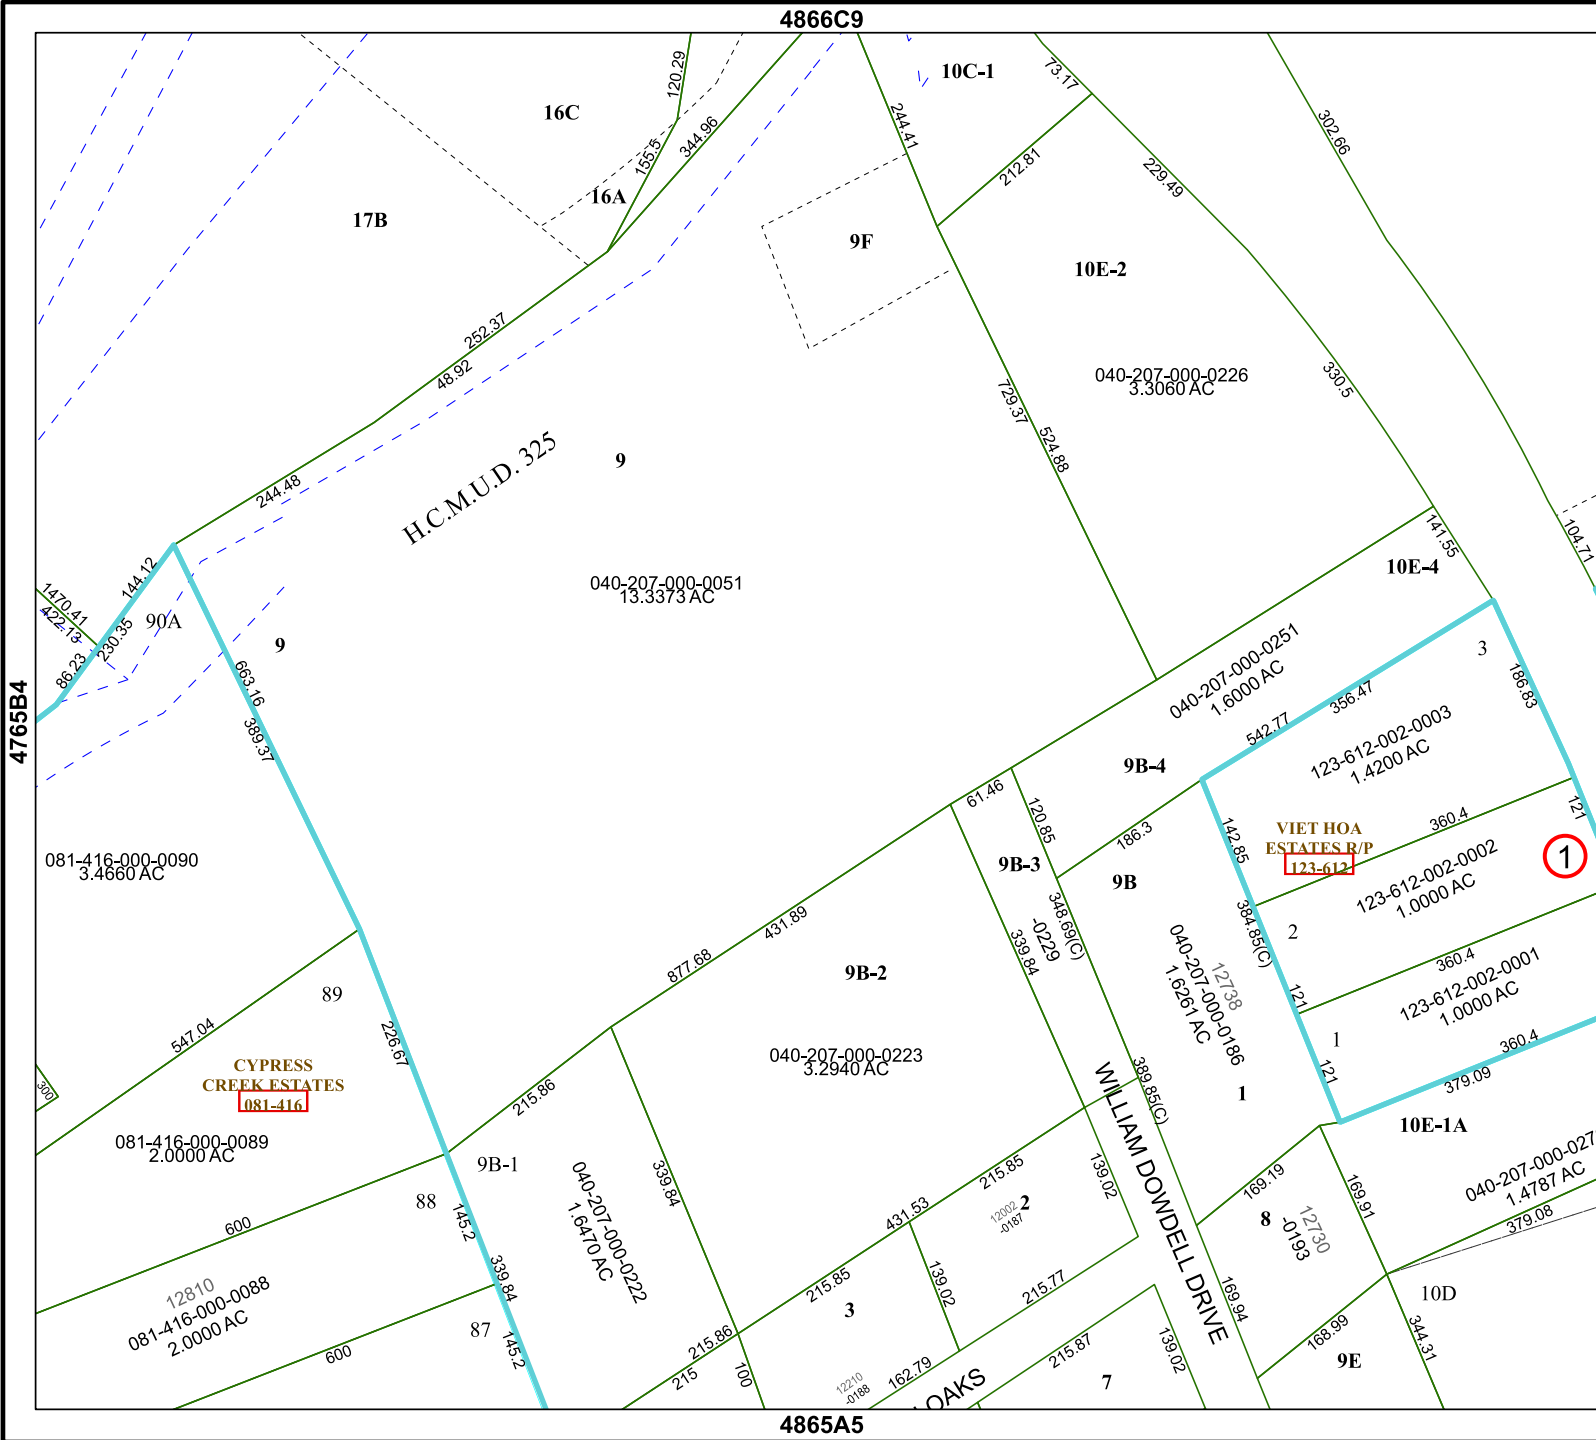 4866C9
10C-1
73.17
120.29
16C
244.41
302.66
344.96
155.5
212.81
229.49
16A
17B
9F
10E-2
252.37
48.92
040-207-000-0226
3.3060 AC
330.5
729.37
524.88
H.C.M.U.D. 325
9
244.48
141.55
104.71
10E-4
144.12
1470.41
422.13
230.35
86.23
90A
9
040-207-000-0051
13.3373 AC
663.16
389.37
4765B4
040-207-000-0251
1.6000 AC
3
186.83
356.47
542.77
123-612-002-0003
1.4200 AC
9B-4
61.46
120.85
186.3
142.85
121
360.4
VIET HOA
ESTATES R/P
123-612
1
081-416-000-0090
3.4660 AC
9B-3
9B
123-612-002-0002
1.0000 AC
431.89
877.68
348.69(C)
-0229
339.84
384.85(C)
2
360.4
9B-2
12738
040-207-000-0186
1.6261 AC
123-612-002-0001
1.0000 AC
89
121
1
360.4
547.04
226.67
040-207-000-0223
3.2940 AC
CYPRESS
CREEK ESTATES
081-416
300
215.86
389.85(C)
1
121
379.09
10E-1A
081-416-000-0089
2.0000 AC
9B-1
339.84
215.85
139.02
WILLIAM DOWDELL DRIVE
169.19
169.91
040-207-000-027
1.4787 AC
379.08
040-207-000-0222
1.6470 AC
88
145.2
600
431.53
12002
-0187
2
8
12730
-0193
339.84
12810
081-416-000-0088
2.0000 AC
215.85
139.02
215.77
169.94
10D
87
145.2
600
3
215.86
215
100
12210
-0188
162.79
OAKS
215.87
139.02
168.99
344.31
9E
7
4865A5